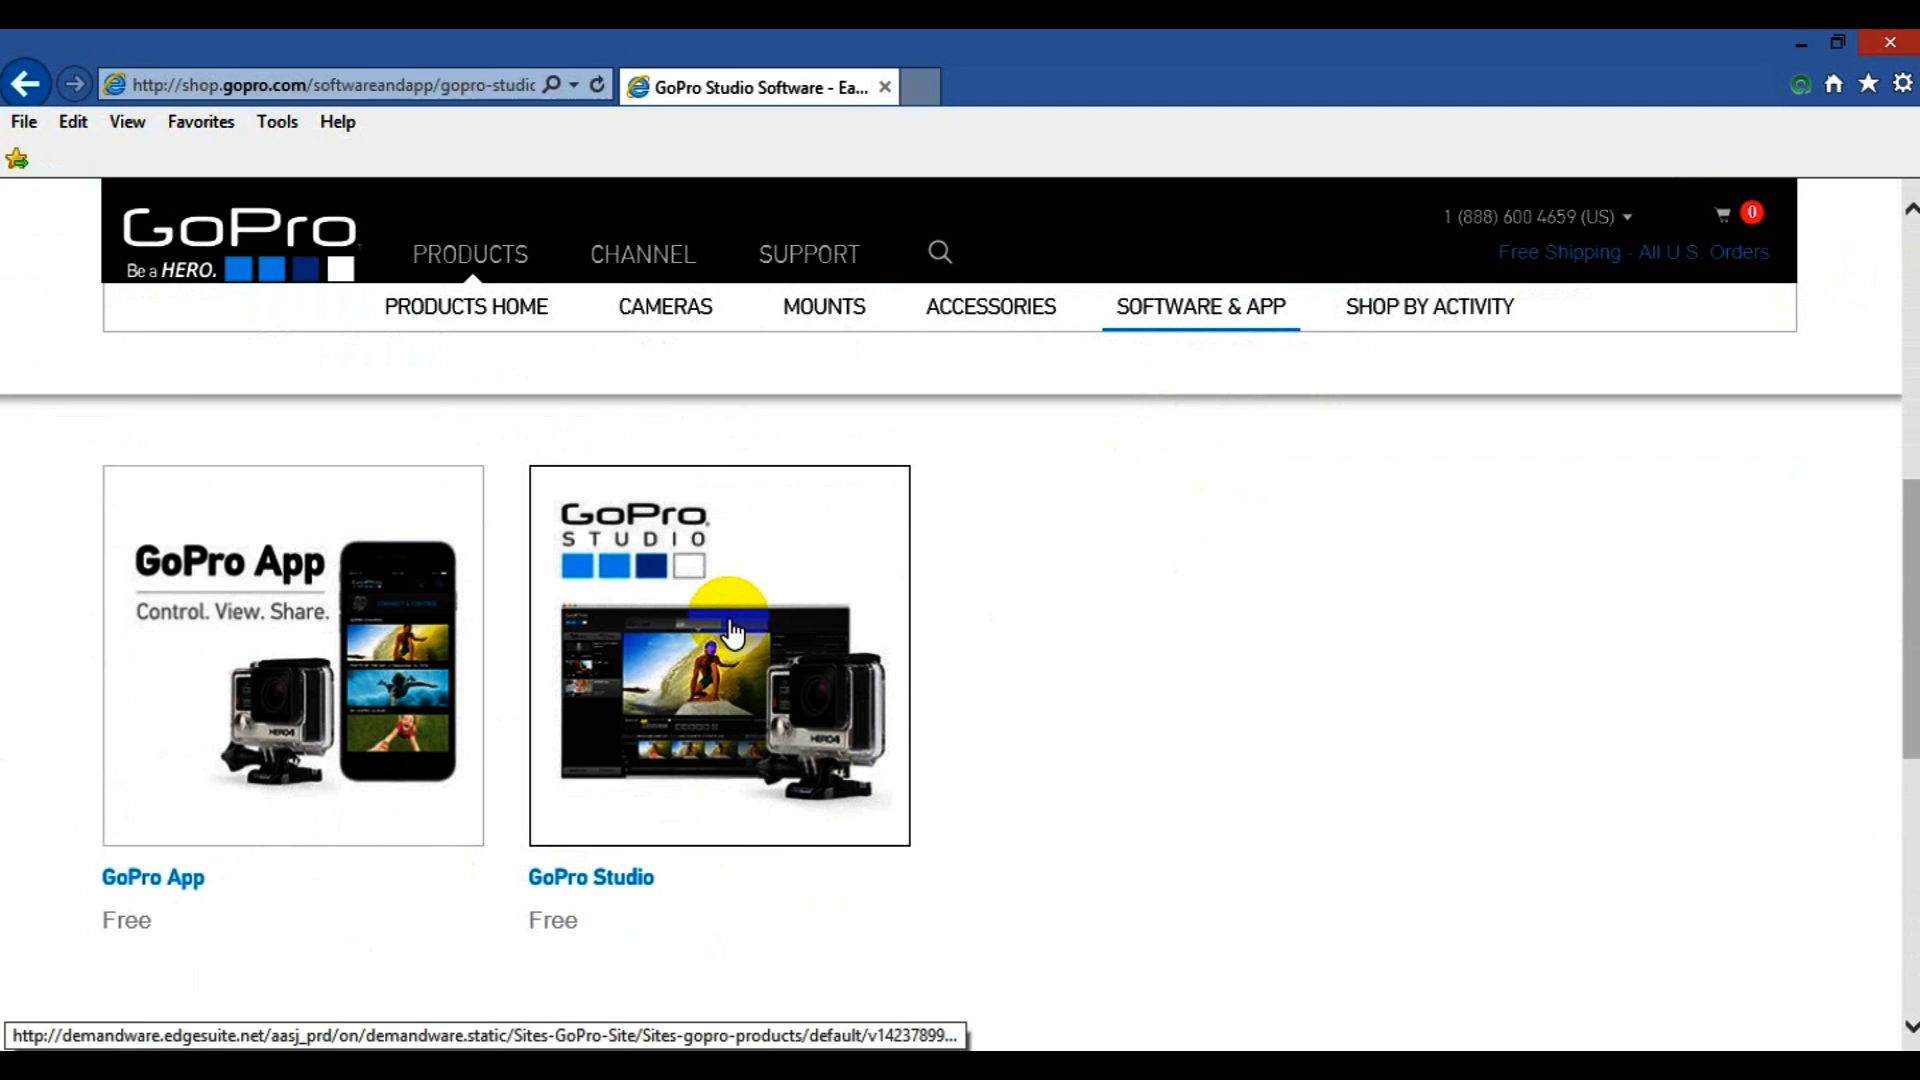 http://shop.gopro.com/softwareandapp/gopro-studic
GoPro Studio Software - Ea...
File Edit View Favorites Tools Help
GoPro
Be a HERO.
PRODUCTS CHANNEL SUPPORT
1 (888) 600 4659 (US)
0
Free Shipping - All U.S. Orders
PRODUCTS HOME CAMERAS MOUNTS ACCESSORIES SOFTWARE & APP SHOP BY ACTIVITY
GoPro App
Control. View. Share.
HERO4
GoPro
STUDIO
HERO4
GoPro App
Free
GoPro Studio
Free
http://demandware.edgesuite.net/aasj_prd/on/demandware.static/Sites-GoPro-Site/Sites-gopro-products/default/v14237899...